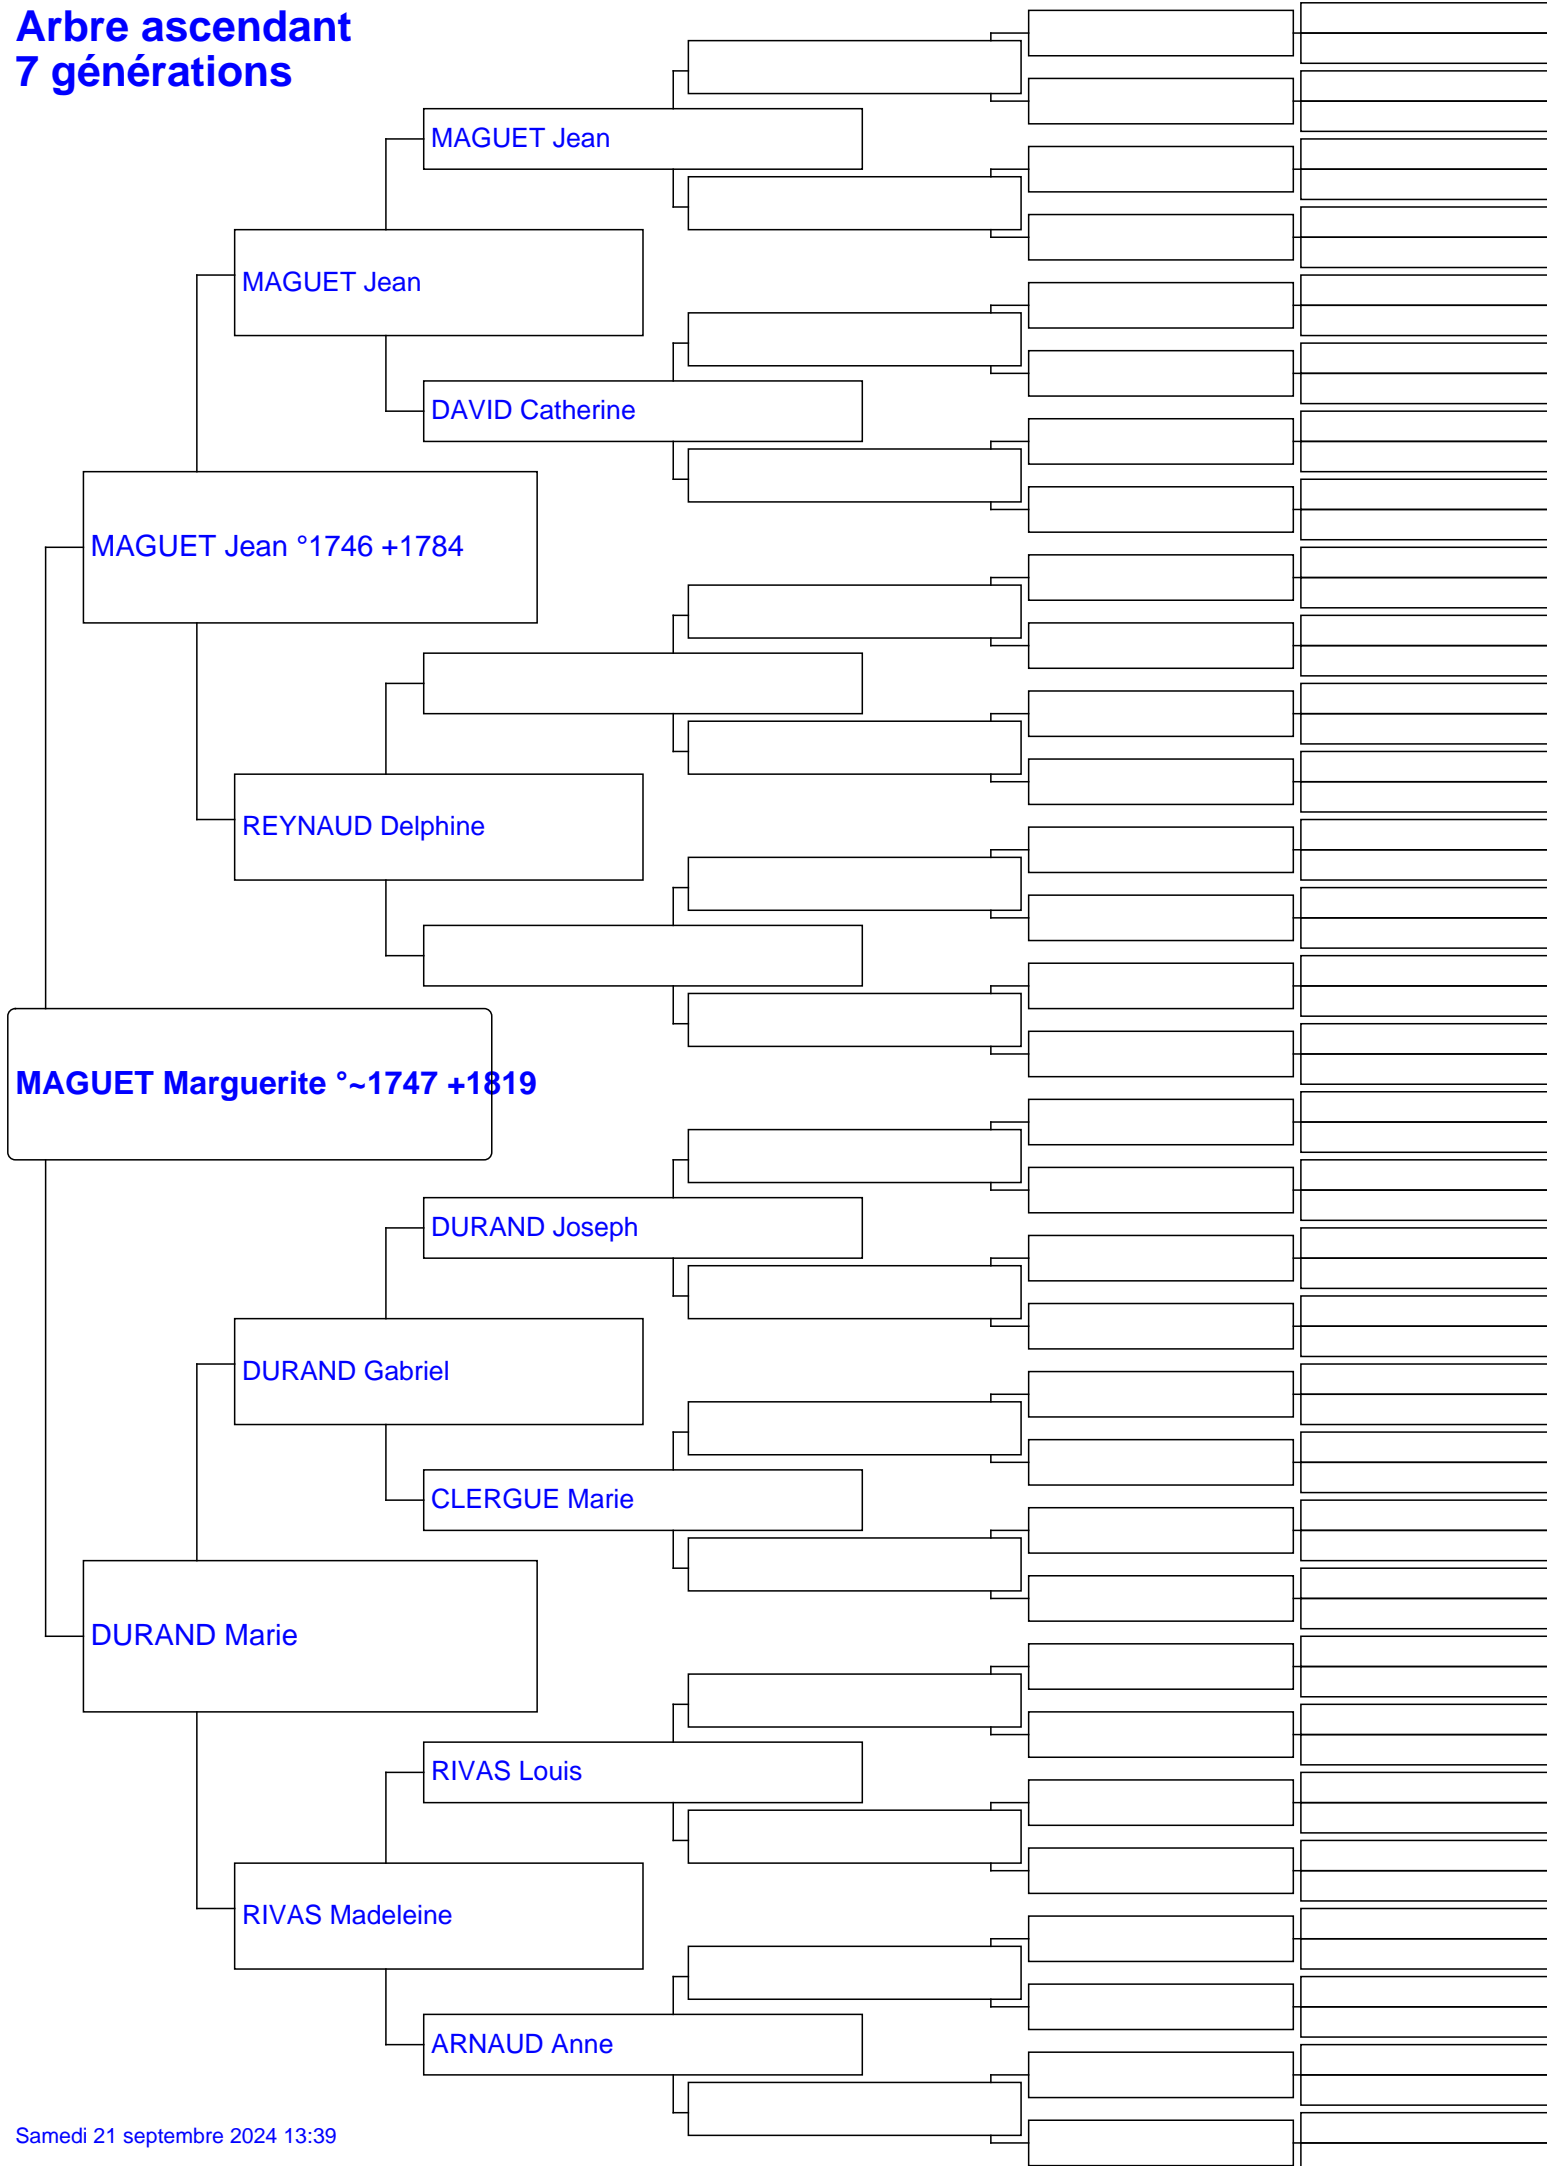 Arbre ascendant
7 générations
MAGUET Jean
MAGUET Jean
DAVID Catherine
MAGUET Jean °1746 +1784
REYNAUD Delphine
MAGUET Marguerite °~1747 +1819
DURAND Joseph
DURAND Gabriel
CLERGUE Marie
DURAND Marie
RIVAS Louis
RIVAS Madeleine
ARNAUD Anne
Samedi 21 septembre 2024 13:39